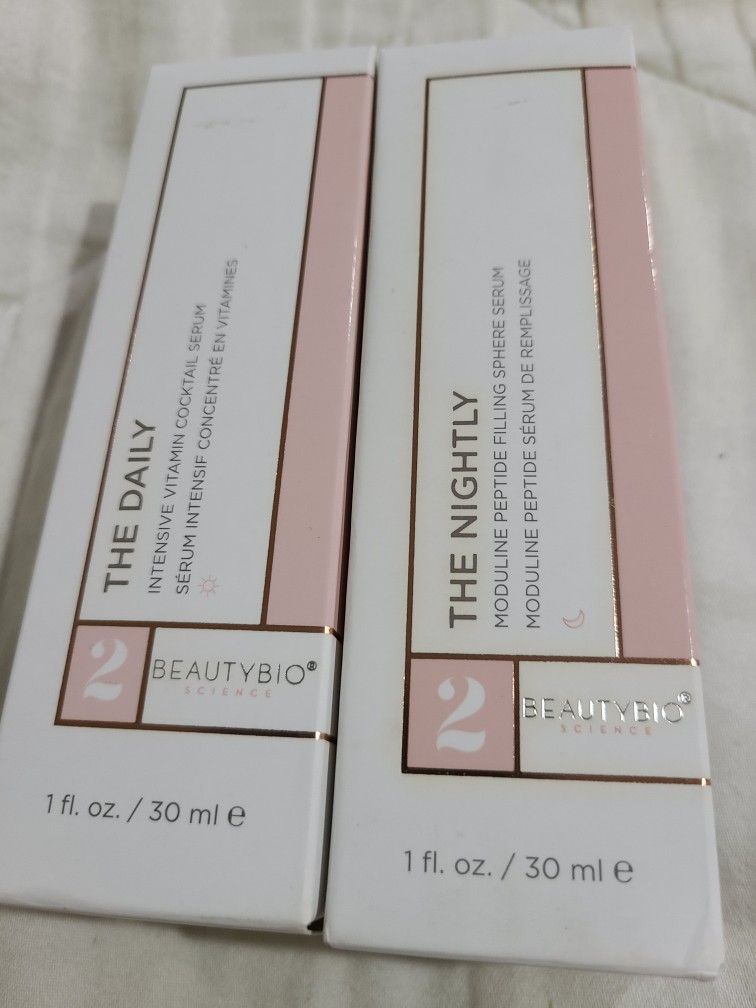 THE DAILY
INTENSIVE VITAMIN COCKTAIL SERUM
SÉRUM INTENSIF CONCENTRÉ EN VITAMINES
2
BEAUTYBIO®
SCIENCE
1 fl. oz. / 30 ml e
THE NIGHTLY
MODULINE PEPTIDE FILLING SPHERE SERUM
MODULINE PEPTIDE SÉRUM DE REMPLISSAGE
2
BEAUTYBIO®
SCIENCE
1 fl. oz. / 30 ml e